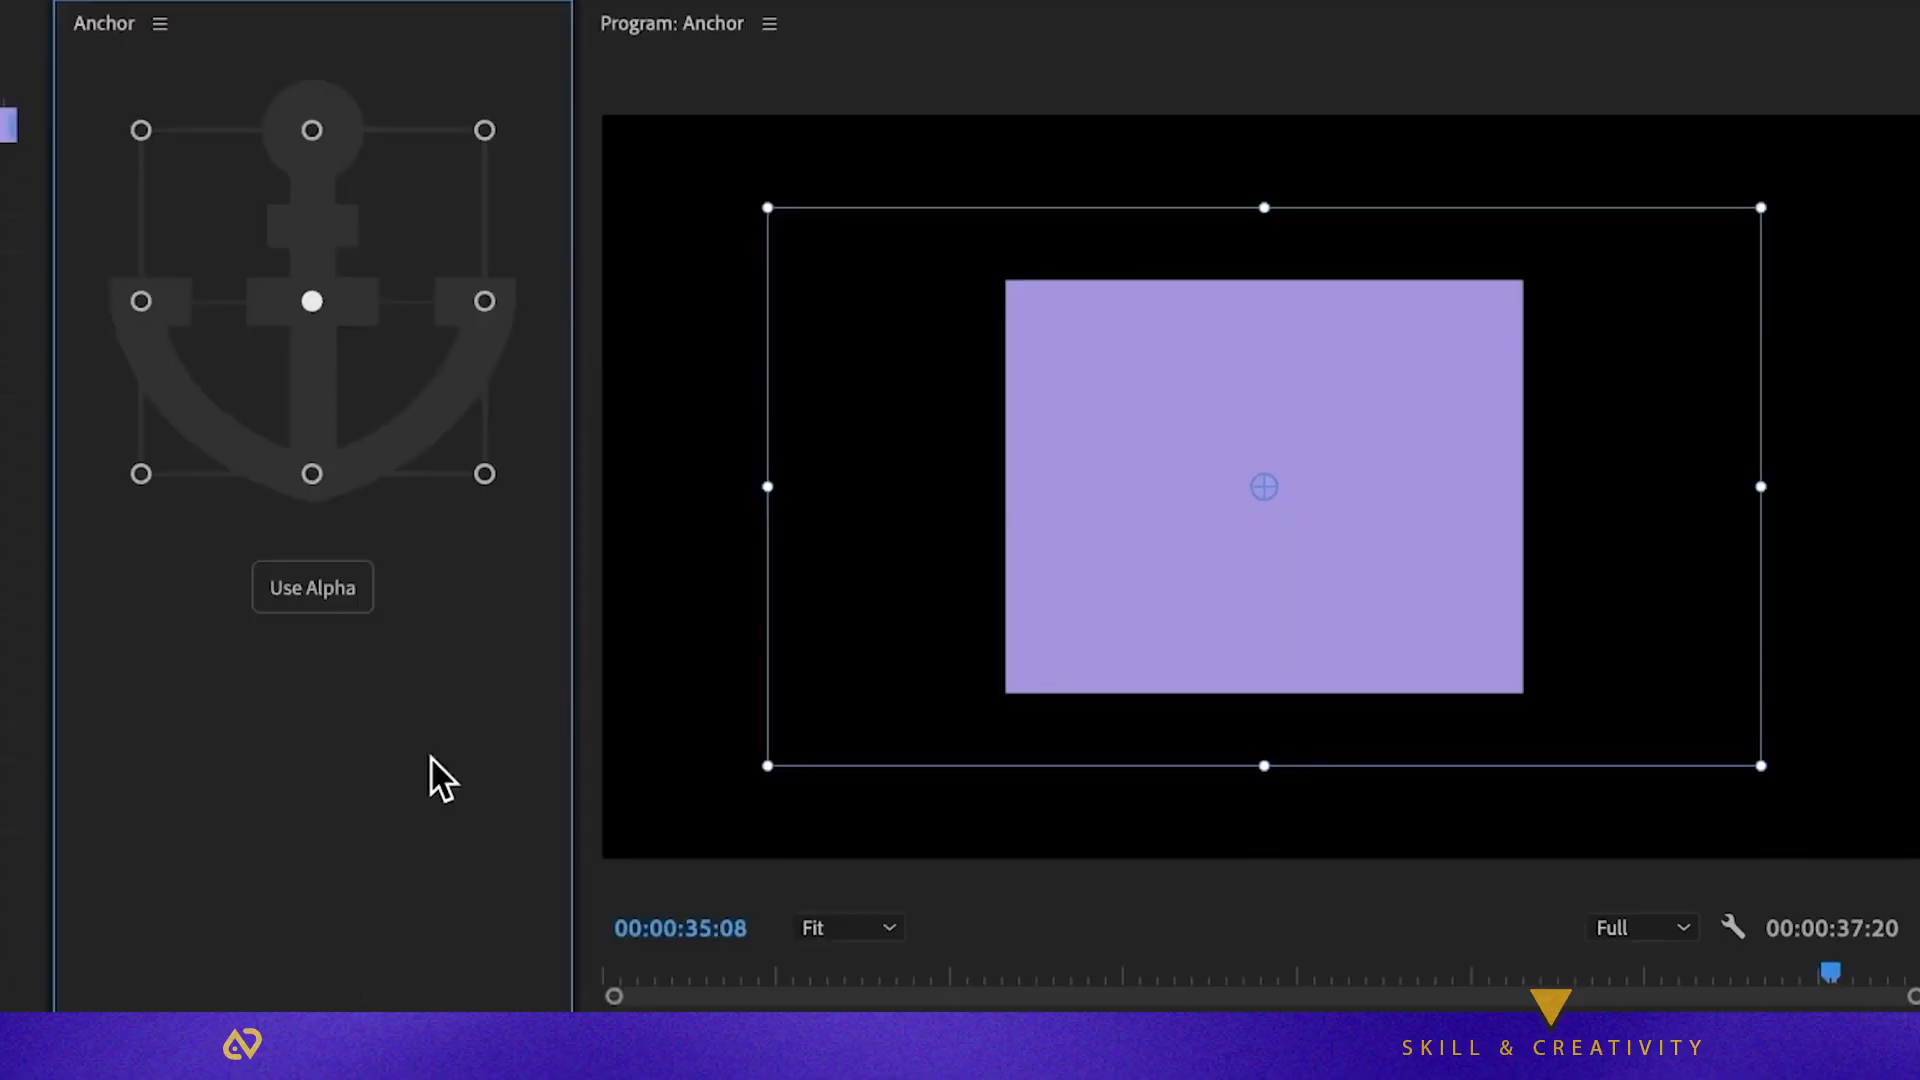 Anchor
Program: Anchor
Use Alpha
00:00:35:08
Fit
Full
00:00:37:20
SKILL & CREATIVITY